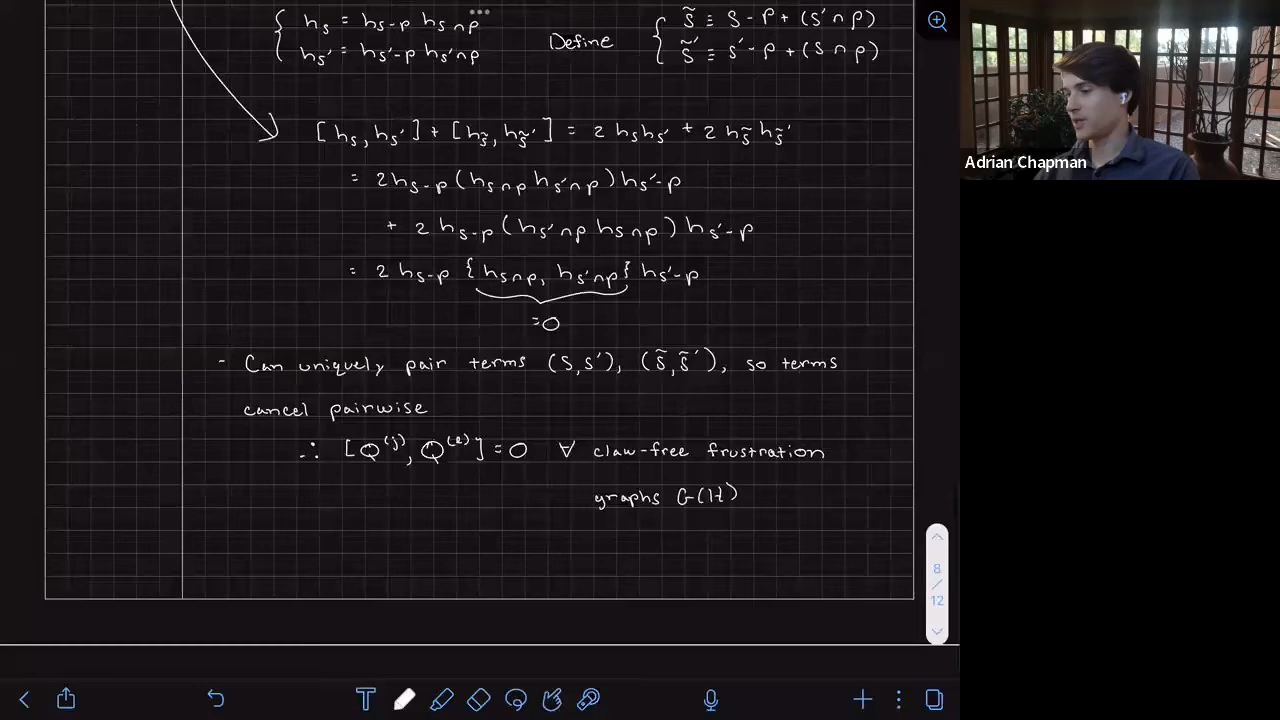 h_s = h_{s-p} h_{s∩p}
h_{s'} = h_{s'-p} h_{s'∩p}
Define
s̃ ≡ s - p + (s' ∩ p)
s̃' ≡ s' - p + (s ∩ p)
[h_s, h_{s'}] + [h_{s̃}, h_{s̃'}] = 2 h_s h_{s'} + 2 h_{s̃} h_{s̃'}
= 2 h_{s-p} (h_{s∩p} h_{s'∩p}) h_{s'-p}
+ 2 h_{s-p} (h_{s'∩p} h_{s∩p}) h_{s'-p}
= 2 h_{s-p} {h_{s∩p}, h_{s'∩p}} h_{s'-p}
=0
- Can uniquely pair terms (S,S'), (s̃,s̃'), so terms
cancel pairwise
∴ [Q^(j), Q^(l)] = 0 ∀ claw-free frustration
graphs G(H)
Adrian Chapman
8
/
12
T